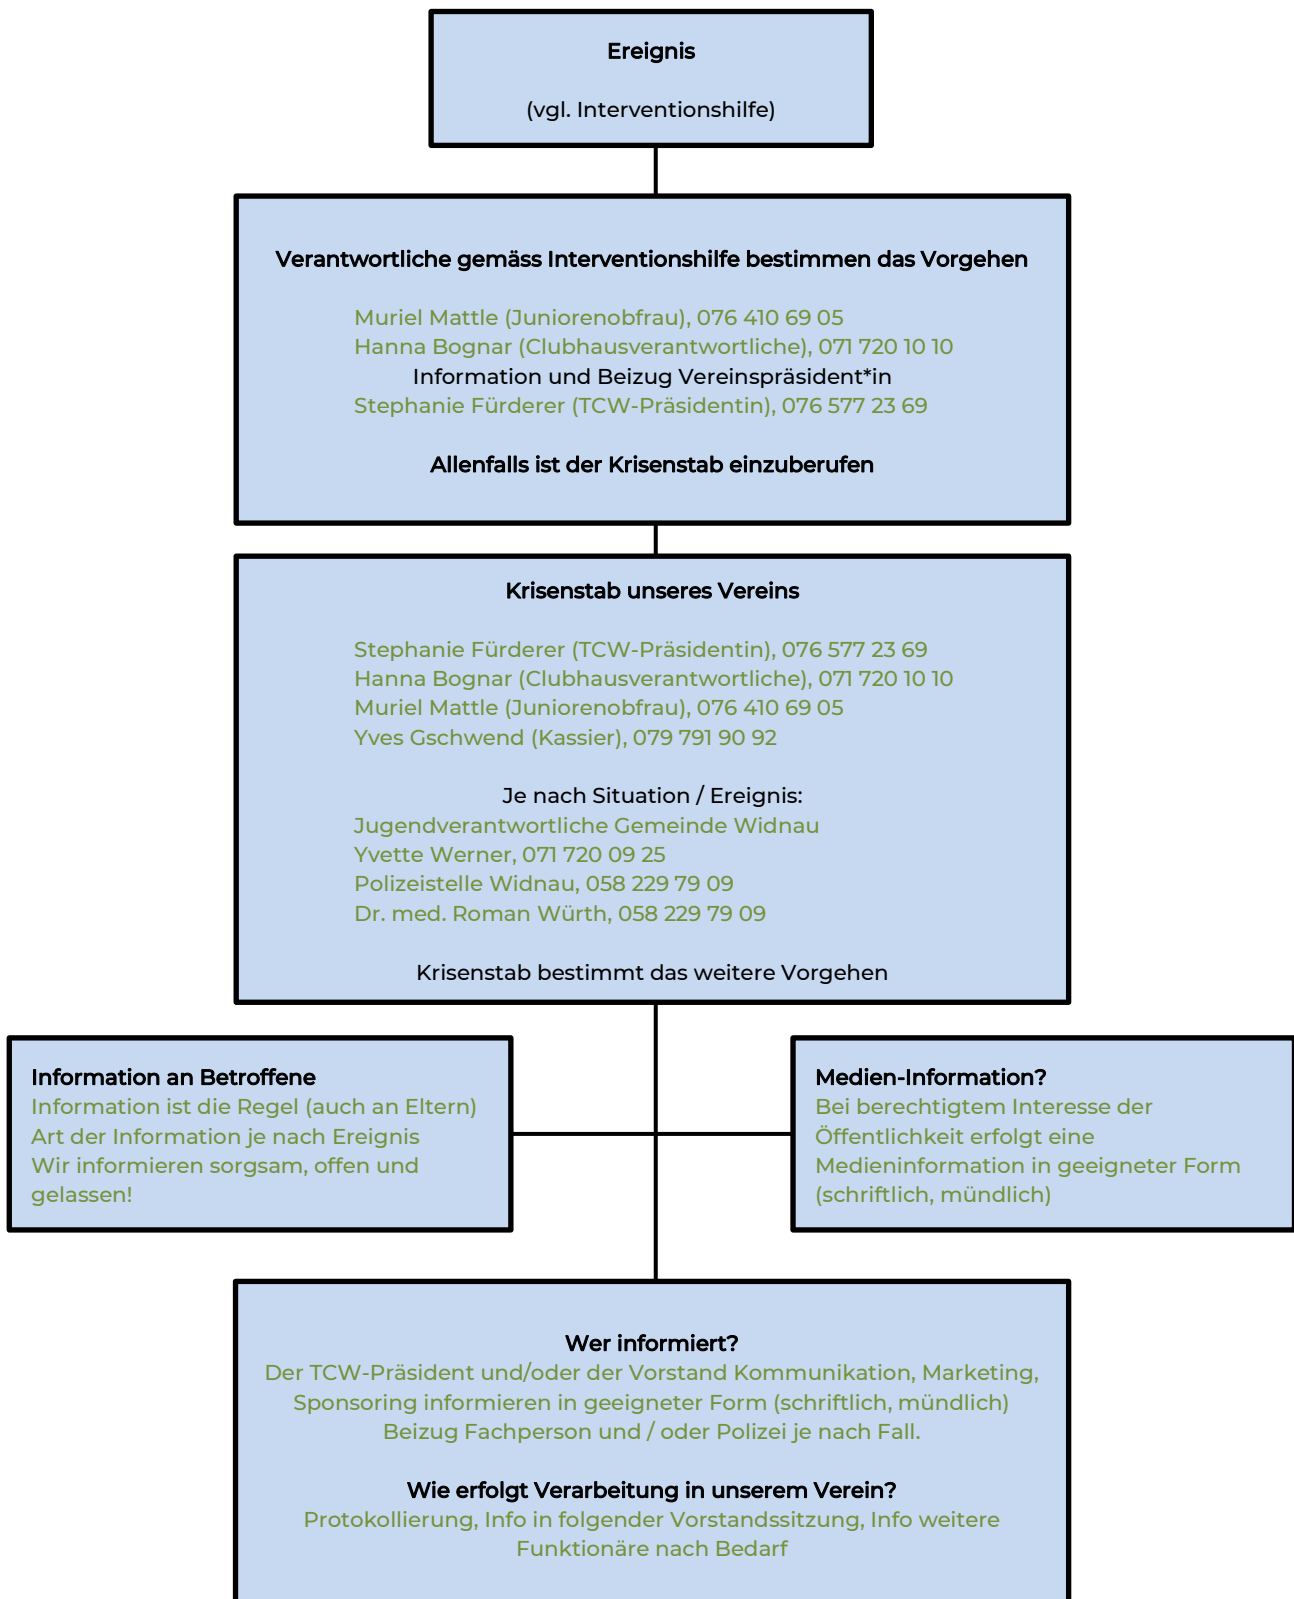 Ereignis
(vgl. Interventionshilfe)
Verantwortliche gemäss Interventionshilfe bestimmen das Vorgehen
Muriel Mattle (Juniorenobfrau), 076 410 69 05
Hanna Bognar (Clubhausverantwortliche), 071 720 10 10
Information und Beizug Vereinspräsident*in
Stephanie Fürderer (TCW-Präsidentin), 076 577 23 69
Allenfalls ist der Krisenstab einzuberufen
Krisenstab unseres Vereins
Stephanie Fürderer (TCW-Präsidentin), 076 577 23 69
Hanna Bognar (Clubhausverantwortliche), 071 720 10 10
Muriel Mattle (Juniorenobfrau), 076 410 69 05
Yves Gschwend (Kassier), 079 791 90 92
Je nach Situation / Ereignis:
Jugendverantwortliche Gemeinde Widnau
Yvette Werner, 071 720 09 25
Polizeistelle Widnau, 058 229 79 09
Dr. med. Roman Würth, 058 229 79 09
Krisenstab bestimmt das weitere Vorgehen
Information an Betroffene
Information ist die Regel (auch an Eltern)
Art der Information je nach Ereignis
Wir informieren sorgsam, offen und
gelassen!
Medien-Information?
Bei berechtigtem Interesse der
Öffentlichkeit erfolgt eine
Medieninformation in geeigneter Form
(schriftlich, mündlich)
Wer informiert?
Der TCW-Präsident und/oder der Vorstand Kommunikation, Marketing,
Sponsoring informieren in geeigneter Form (schriftlich, mündlich)
Beizug Fachperson und / oder Polizei je nach Fall.
Wie erfolgt Verarbeitung in unserem Verein?
Protokollierung, Info in folgender Vorstandssitzung, Info weitere
Funktionäre nach Bedarf